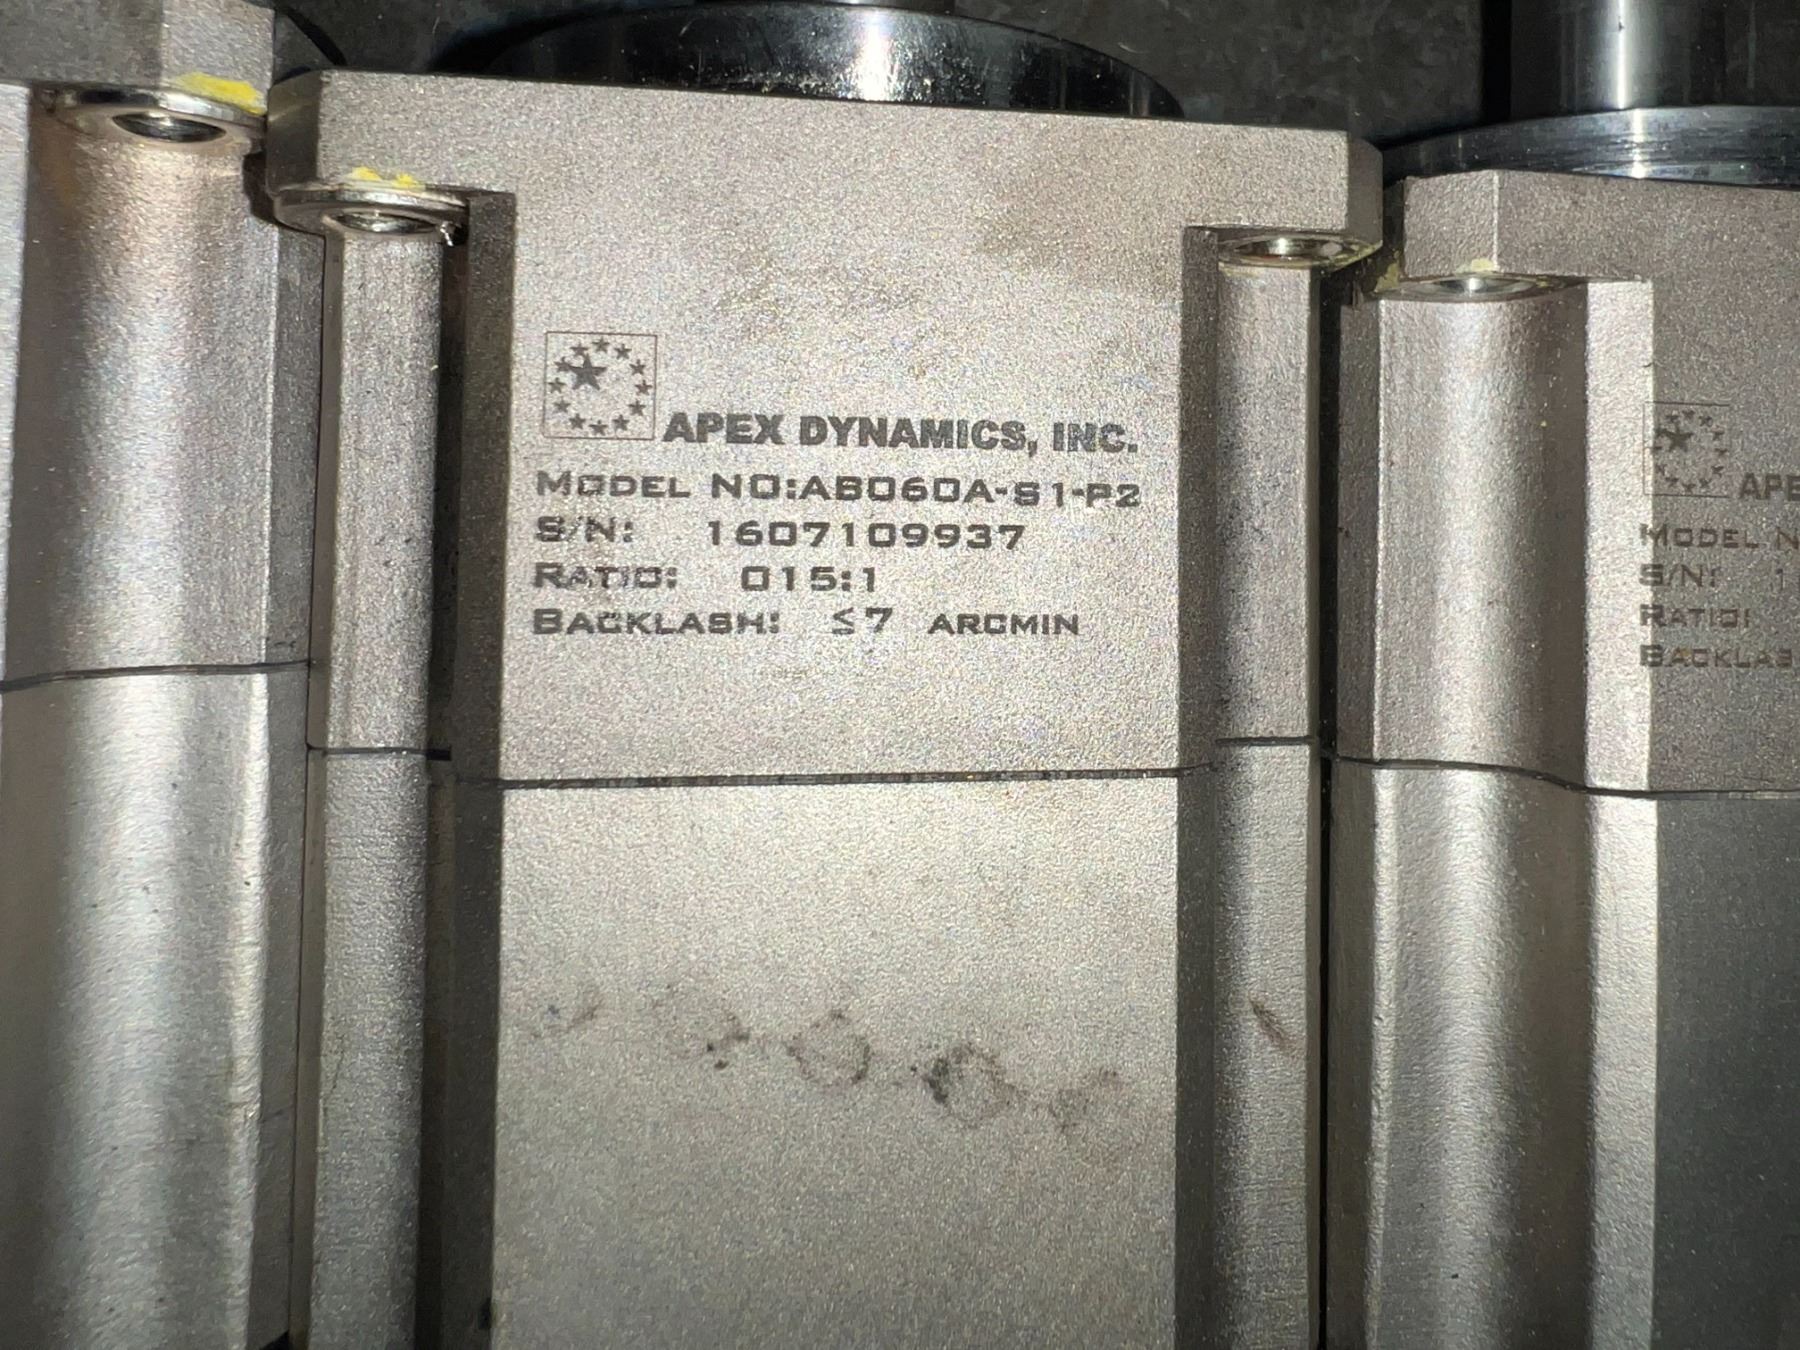 APEX DYNAMICS, INC.
MODEL NO:AB060A-S1-P2
S/N: 1607109937
RATIO: 015:1
BACKLASH: ≤7 ARCMIN
APE
MODEL N
S/N: 1
RATIO:
BACKLAS